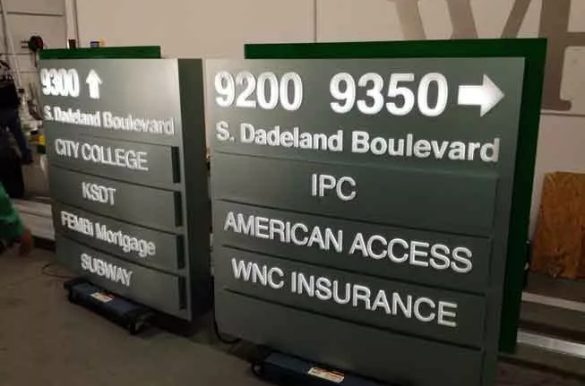 9300 ↑
S. Dadeland Boulevard
CITY COLLEGE
KSDT
FEMBi Mortgage
SUBWAY
9200 9350 →
S. Dadeland Boulevard
IPC
AMERICAN ACCESS
WNC INSURANCE